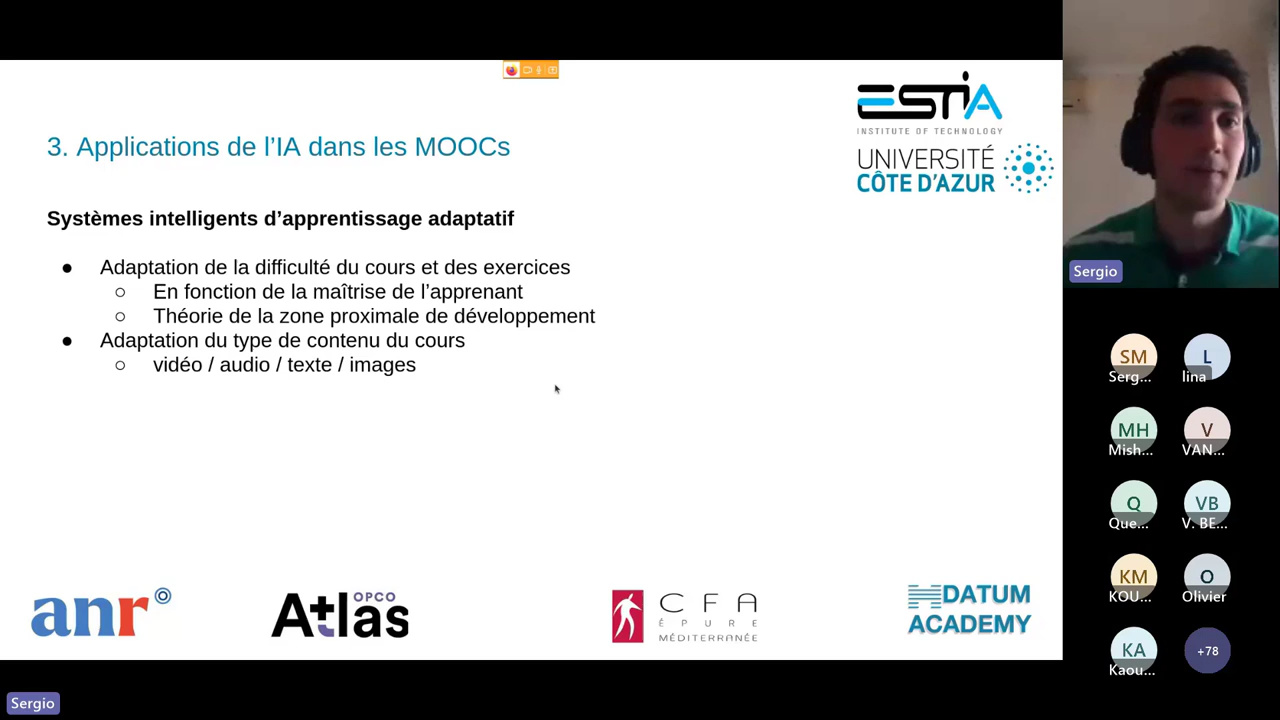 ESTIA
INSTITUTE OF TECHNOLOGY
UNIVERSITÉ
CÔTE D'AZUR
3. Applications de l’IA dans les MOOCs
Systèmes intelligents d’apprentissage adaptatif
● Adaptation de la difficulté du cours et des exercices
○ En fonction de la maîtrise de l’apprenant
○ Théorie de la zone proximale de développement
● Adaptation du type de contenu du cours
○ vidéo / audio / texte / images
anr
OPCO
Atlas
CFA
ÉPURE
MÉDITERRANÉE
DATUM
ACADEMY
Sergio
SM
Serg...
L
lina
MH
Mish...
V
VAN...
Q
Que...
VB
V. BE...
KM
KOU...
O
Olivier
KA
Kaou...
+78
Sergio